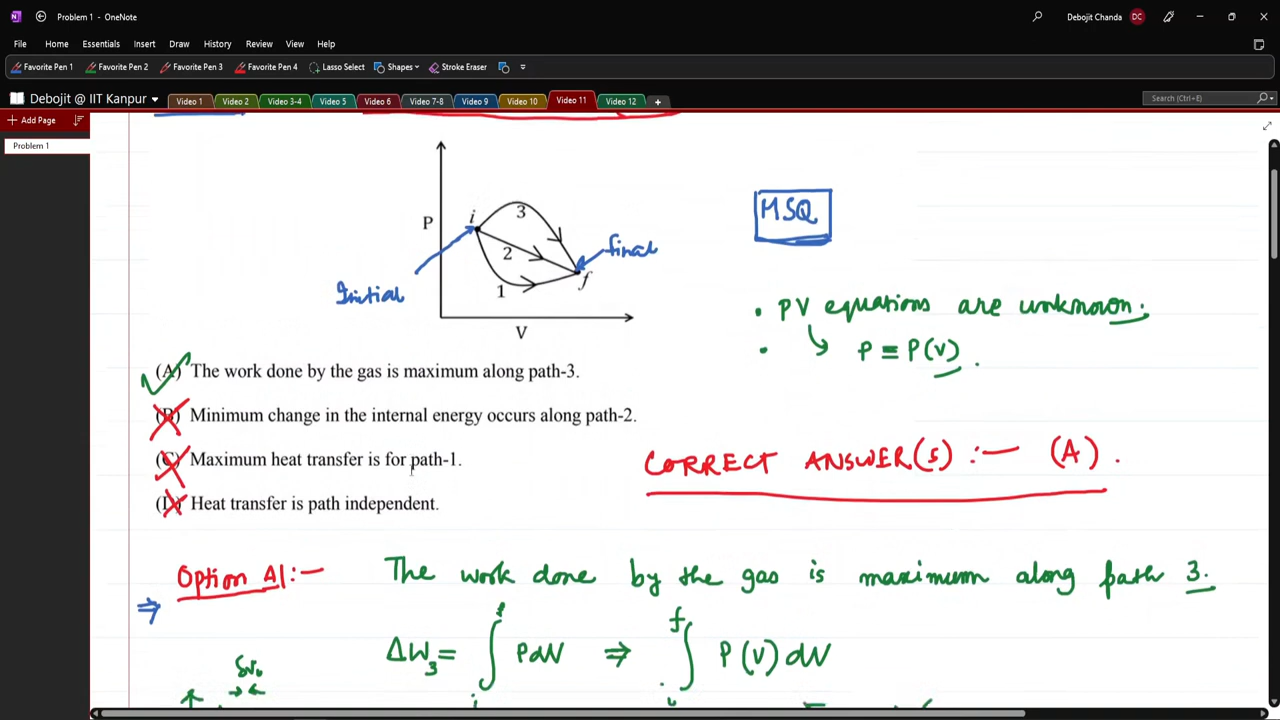 Problem 1 - OneNote
Debojit Chanda DC
File Home Essentials Insert Draw History Review View Help
Favorite Pen 1 Favorite Pen 2 Favorite Pen 3 Favorite Pen 4 Lasso Select Shapes Stroke Eraser
Debojit @ IIT Kanpur Video 1 Video 2 Video 3-4 Video 5 Video 6 Video 7-8 Video 9 Video 10 Video 11 Video 12 + Search (Ctrl+E)
+ Add Page
Problem 1
MSQ
P
i
3
2
1
f
V
Initial
final
• PV equations are unknown.
• P ≡ P(V).
(A) The work done by the gas is maximum along path-3.
(B) Minimum change in the internal energy occurs along path-2.
(C) Maximum heat transfer is for path-1.
(D) Heat transfer is path independent.
CORRECT ANSWER(S) :— (A).
Option A|:— The work done by the gas is maximum along path 3.
⇒
ΔW₃ = ∫ᵢᶠ PdV ⇒ ∫ᵢᶠ P(V) dV